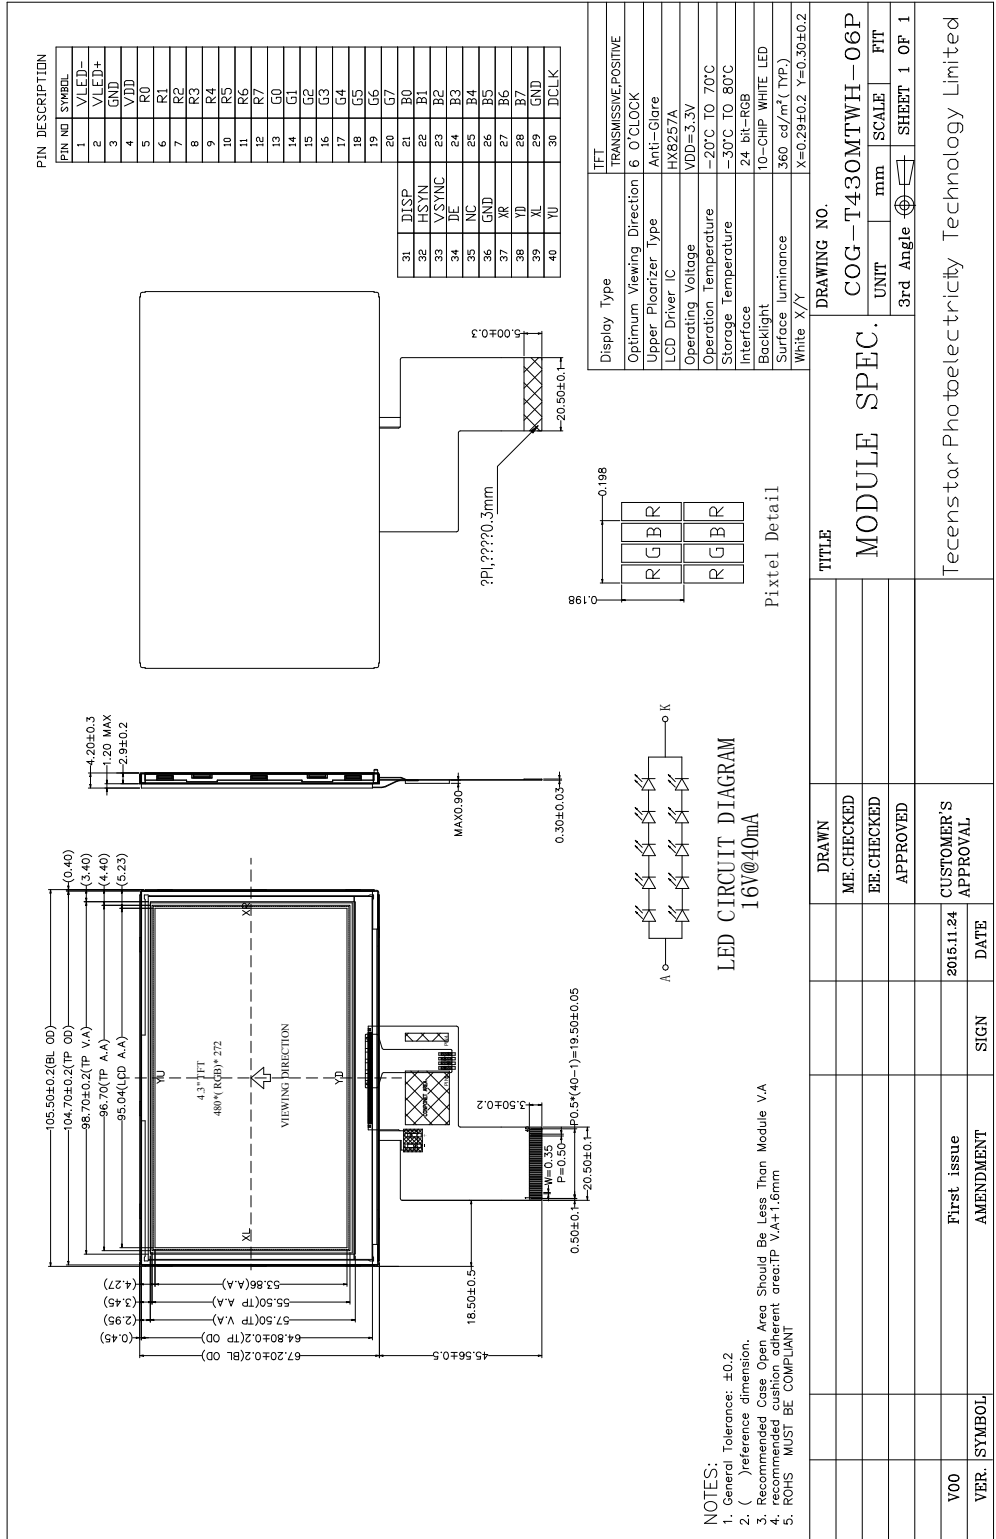 PIN DESCRIPTION
PIN NO SYMBOL
1 VLED-
2 VLED+
3 GND
4 VDD
5 R0
6 R1
7 R2
8 R3
9 R4
10 R5
11 R6
12 R7
13 G0
14 G1
15 G2
16 G3
17 G4
18 G5
19 G6
20 G7
21 B0
22 B1
23 B2
24 B3
25 B4
26 B5
27 B6
28 B7
29 GND
30 DCLK
31 DISP
32 HSYN
33 VSYNC
34 DE
35 NC
36 GND
37 XR
38 YD
39 XL
40 YU
105.50±0.2(BL OD)
104.70±0.2(TP OD)
98.70±0.2(TP V.A)
96.70(TP A.A)
95.04(LCD A.A)
(0.40)
(3.40)
(4.40)
(5.23)
67.20±0.2(BL OD)
64.80±0.2(TP OD)
57.50(TP V.A)
55.50(TP A.A)
53.86(A.A)
(0.45)
(2.95)
(3.45)
(4.27)
45.56±0.5
YU
XL
XR
YD
4.3" TFT
480*( RGB)* 272
VIEWING DIRECTION
3.50±0.2
18.50±0.5
W=0.35
P=0.50
0.50±0.1
P0.5*(40-1)=19.50±0.05
20.50±0.1
4.20±0.3
1.20 MAX
2.9±0.2
MAX0.90
0.30±0.03
5.00±0.3
20.50±0.1
?PI,????0.3mm
A
K
LED CIRCUIT DIAGRAM
16V@40mA
0.198
0.198
R G B R
R G B R
Pixtel Detail
Display Type TFT TRANSMISSIVE,POSITIVE
Optimum Viewing Direction 6 O'CLOCK
Upper Ploarizer Type Anti-Glare
LCD Driver IC HX8257A
Operating Voltage VDD=3.3V
Operation Temperature -20°C TO 70°C
Storage Temperature -30°C TO 80°C
Interface 24 bit-RGB
Backlight 10-CHIP WHITE LED
Surface luminance 360 cd/m²( TYP.)
White X/Y X=0.29±0.2 Y=0.30±0.2
NOTES:
1. General Tolerance: ±0.2
2. ( )reference dimension.
3. Recommended Case Open Area Should Be Less Than Module V.A
4. recommended cushion adherent area:TP V.A+1.6mm
5. ROHS MUST BE COMPLIANT
DRAWN
ME.CHECKED
EE.CHECKED
APPROVED
CUSTOMER'S APPROVAL
V00 First issue 2015.11.24
VER. SYMBOL AMENDMENT SIGN DATE
TITLE
MODULE SPEC.
DRAWING NO.
COG-T430MTWH-06P
UNIT mm SCALE FIT
3rd Angle SHEET 1 OF 1
Tecenstar Photoelectricity Technology Limited